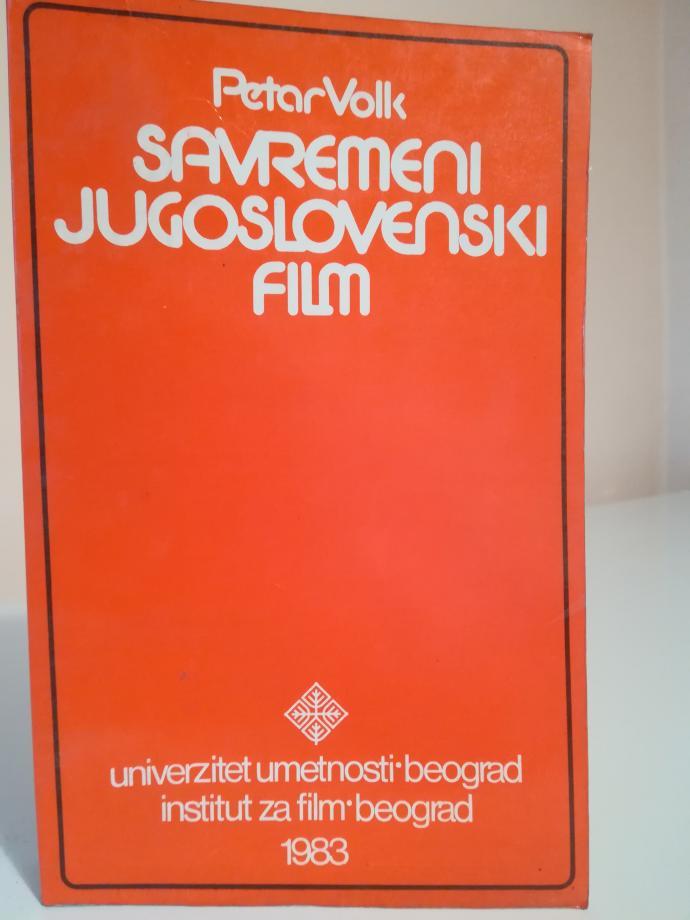 Petar Volk
SAVREMENI
JUGOSLOVENSKI
FILM
univerzitet umetnosti·beograd
institut za film·beograd
1983